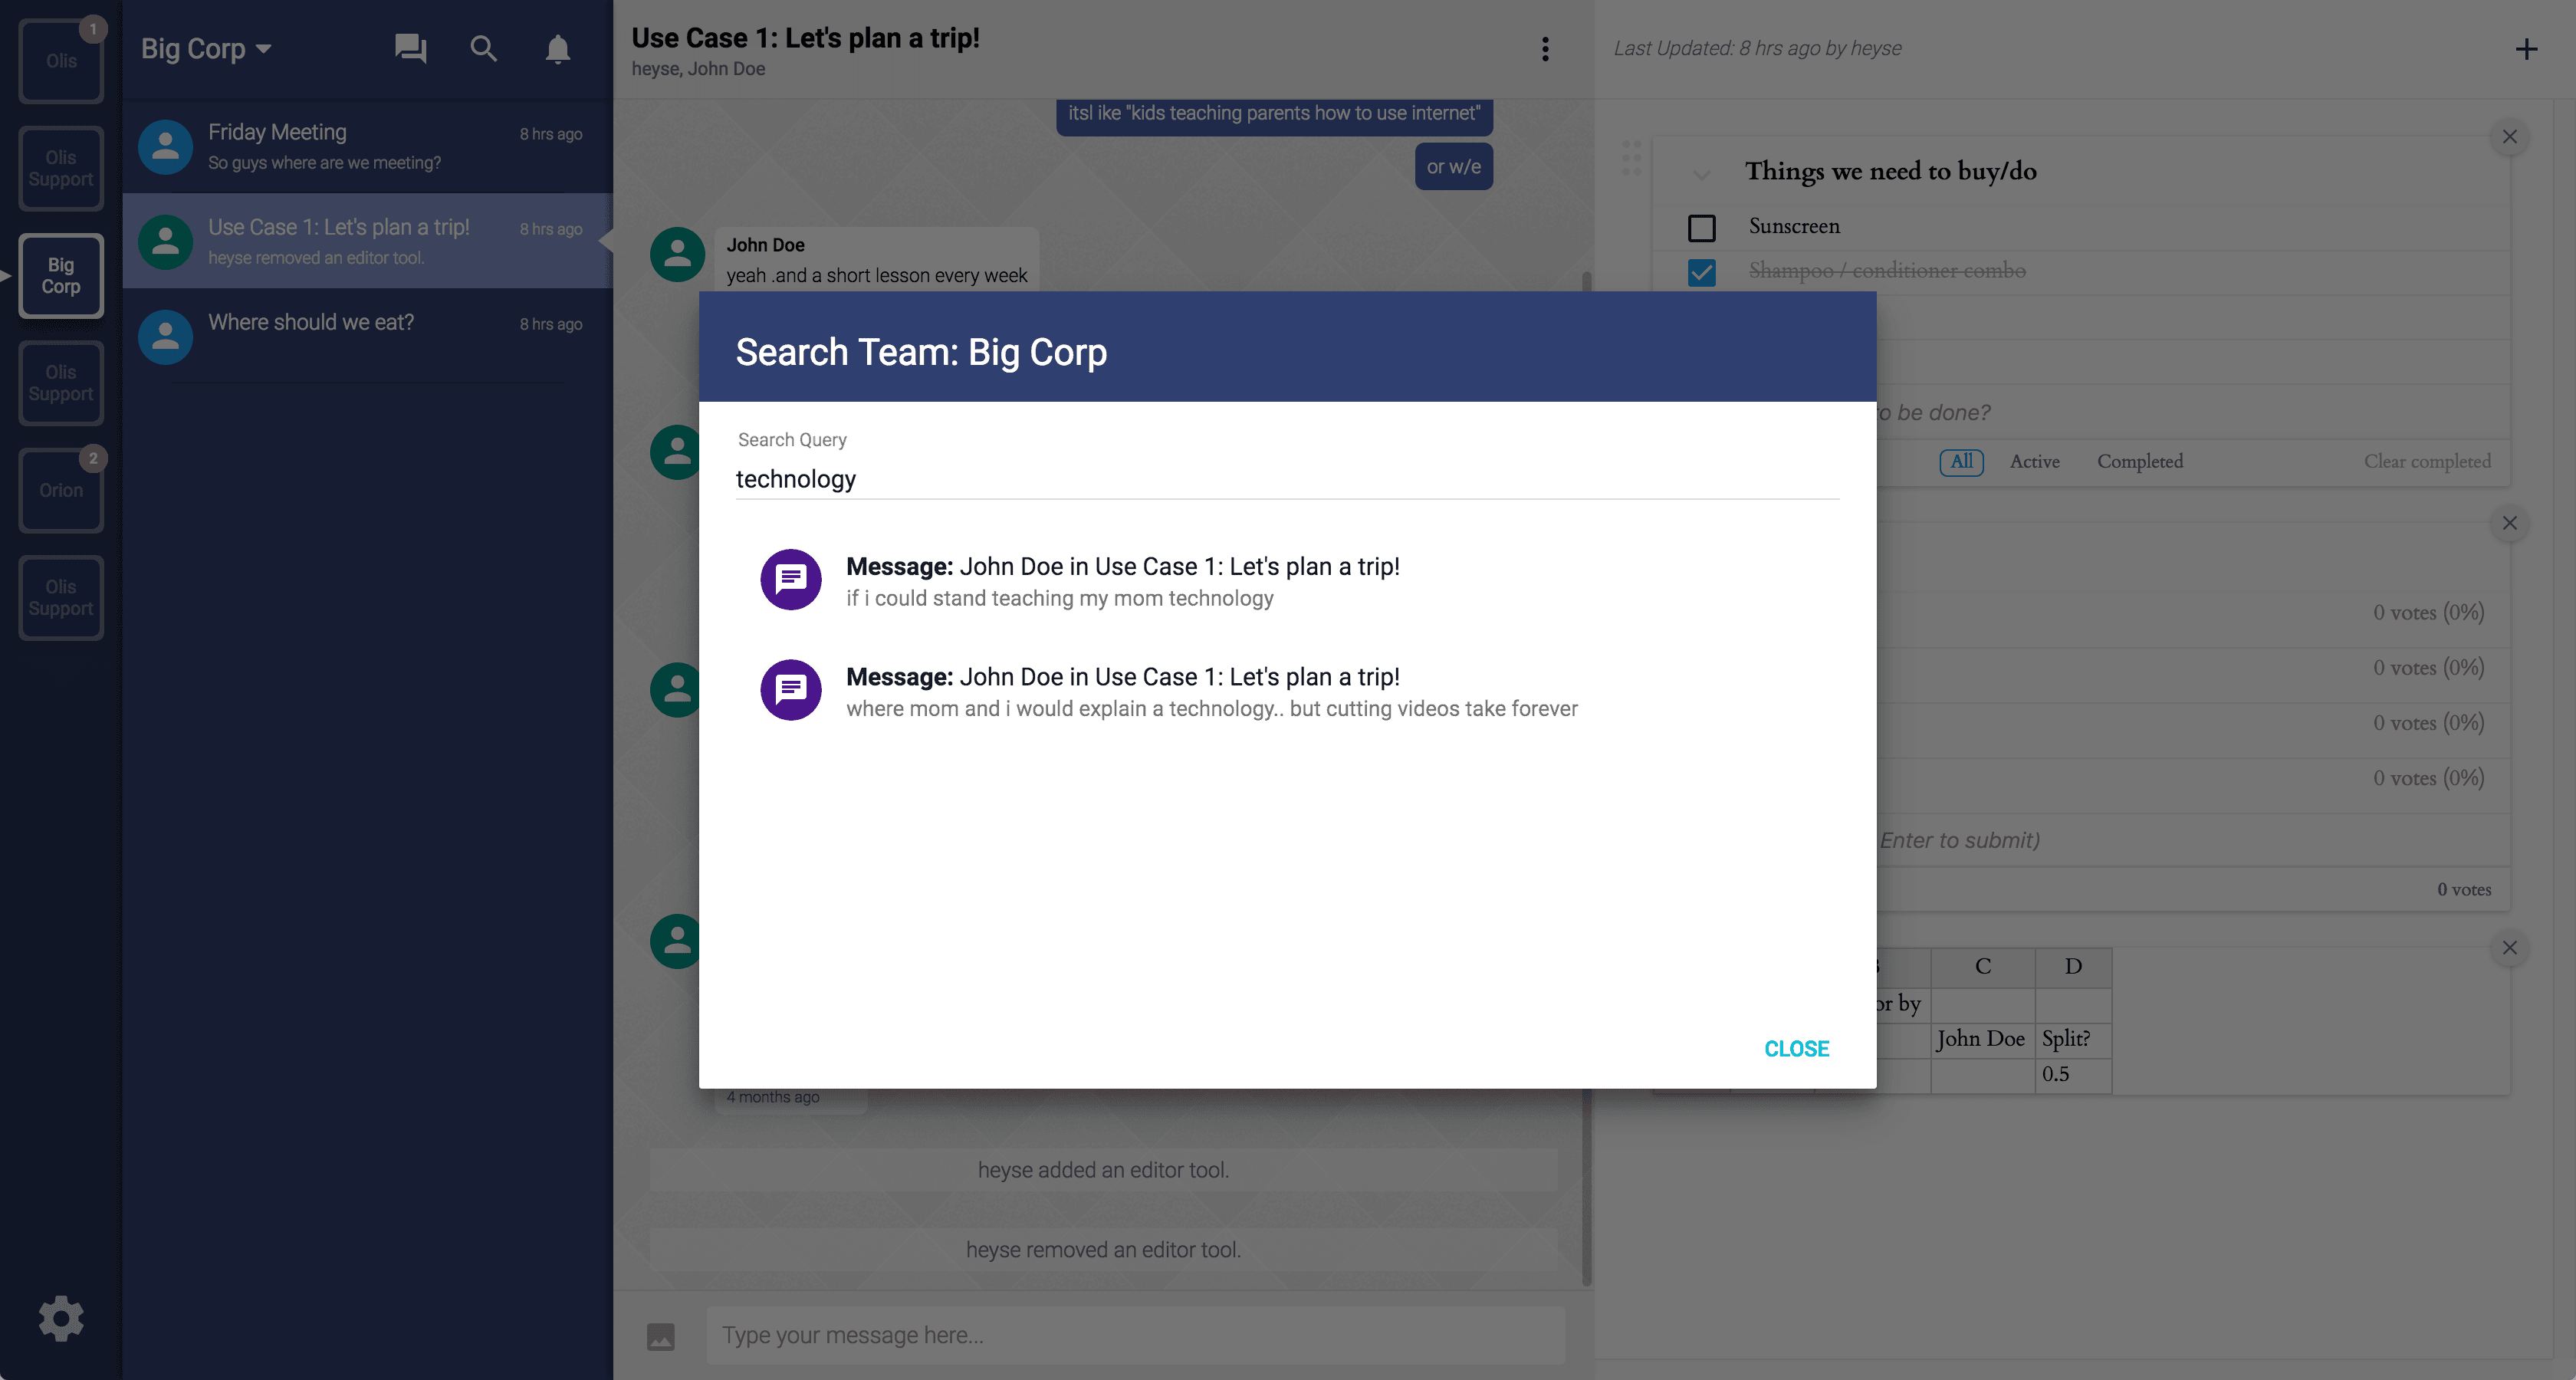 1
Olis
Olis
Support
Big
Corp
Olis
Support
2
Orion
Olis
Support
Big Corp
Friday Meeting
8 hrs ago
So guys where are we meeting?
Use Case 1: Let's plan a trip!
8 hrs ago
heyse removed an editor tool.
Where should we eat?
8 hrs ago
Use Case 1: Let's plan a trip!
heyse, John Doe
itsl ike "kids teaching parents how to use internet"
or w/e
John Doe
yeah .and a short lesson every week
Search Team: Big Corp
Search Query
technology
Message: John Doe in Use Case 1: Let's plan a trip!
if i could stand teaching my mom technology
Message: John Doe in Use Case 1: Let's plan a trip!
where mom and i would explain a technology.. but cutting videos take forever
CLOSE
4 months ago
heyse added an editor tool.
heyse removed an editor tool.
Type your message here...
Last Updated: 8 hrs ago by heyse
Things we need to buy/do
Sunscreen
Shampoo / conditioner combo
be done?
All Active Completed Clear completed
0 votes (0%)
0 votes (0%)
0 votes (0%)
0 votes (0%)
Enter to submit)
0 votes
C D
or by
John Doe Split?
0.5